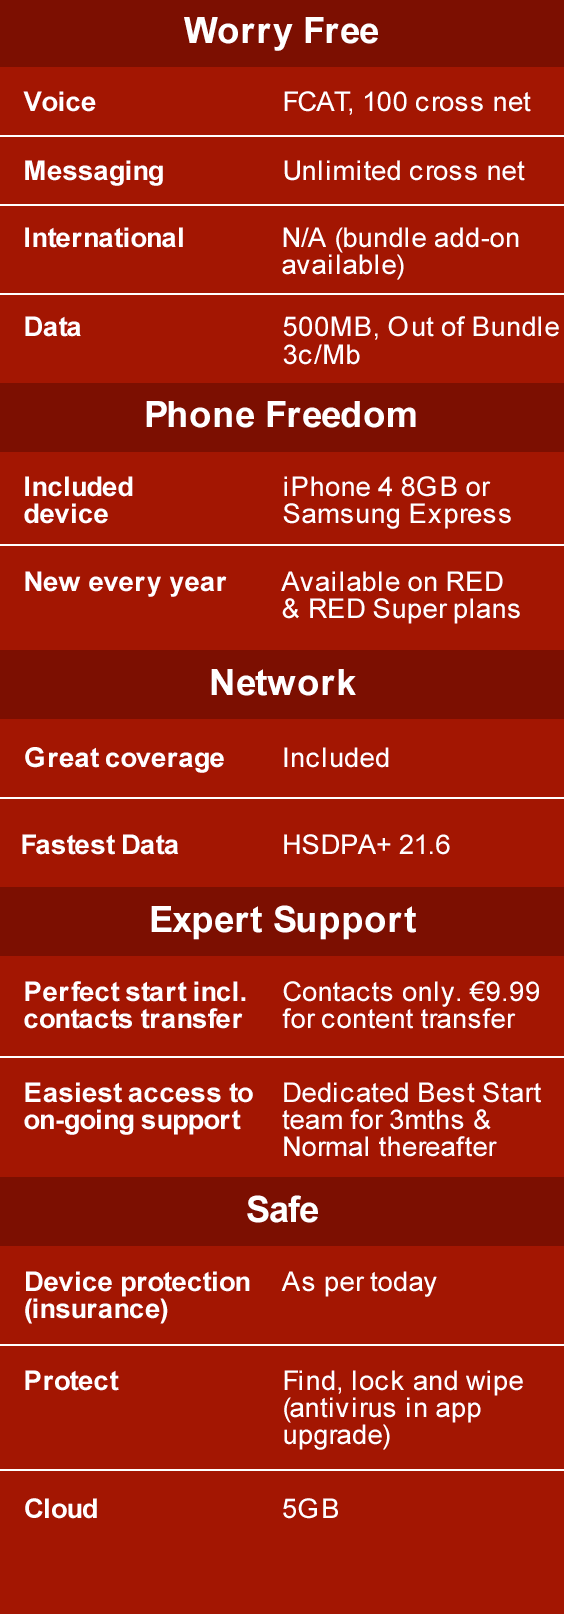 Worry Free
Voice FCAT, 100 cross net
Messaging Unlimited cross net
International N/A (bundle add-on
available)
Data 500MB, Out of Bundle
3c/Mb
Phone Freedom
Included iPhone 4 8GB or
device Samsung Express
New every year Available on RED
& RED Super plans
Network
Great coverage Included
Fastest Data HSDPA+ 21.6
Expert Support
Perfect start incl. Contacts only. €9.99
contacts transfer for content transfer
Easiest access to Dedicated Best Start
on-going support team for 3mths &
Normal thereafter
Safe
Device protection As per today
(insurance)
Protect Find, lock and wipe
(antivirus in app
upgrade)
Cloud 5GB